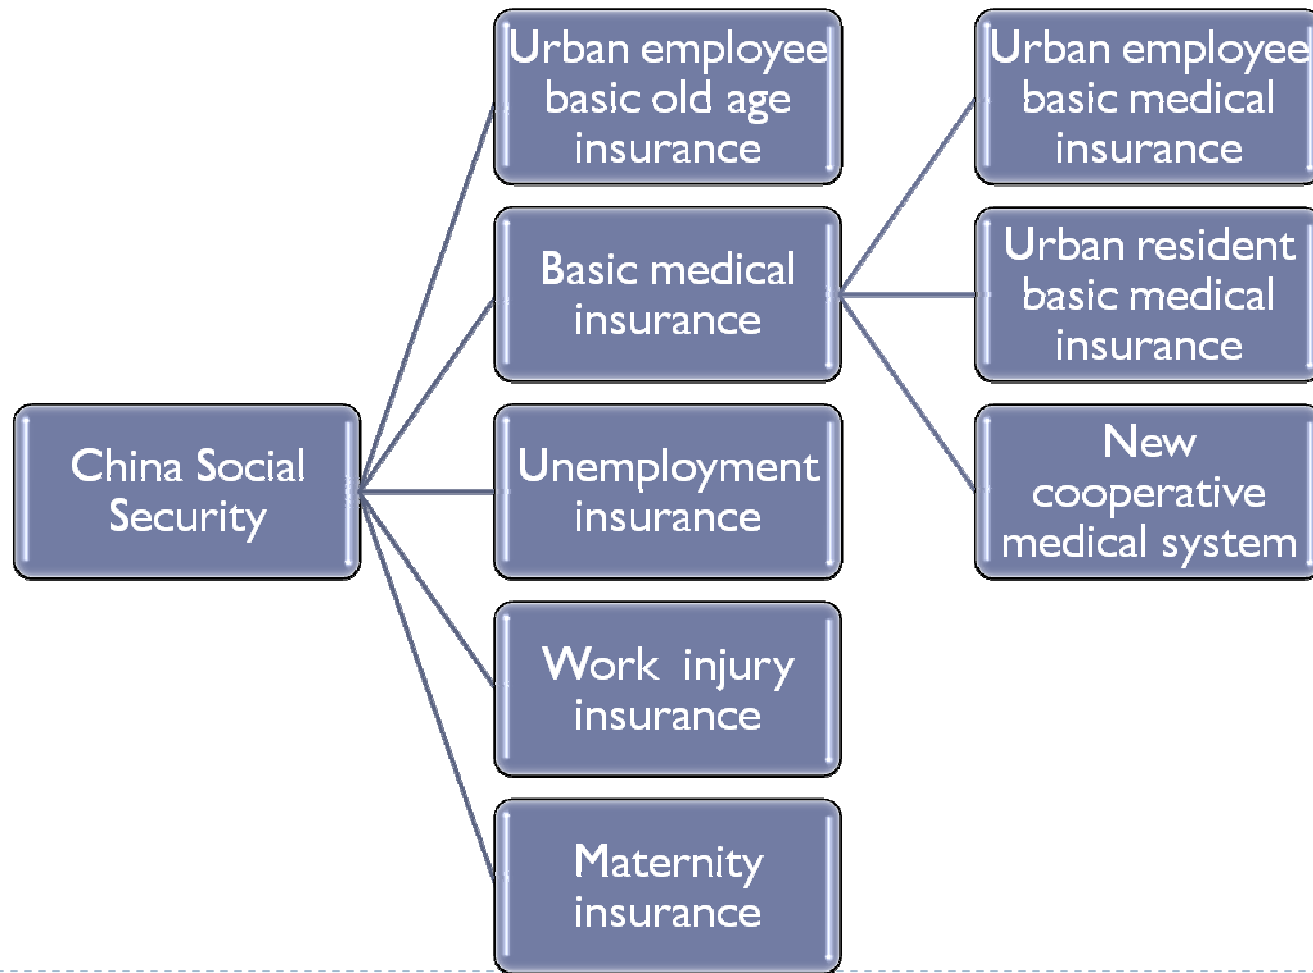 China Social
Security
Urban employee
basic old age
insurance
Basic medical
insurance
Unemployment
insurance
Work injury
insurance
Maternity
insurance
Urban employee
basic medical
insurance
Urban resident
basic medical
insurance
New
cooperative
medical system